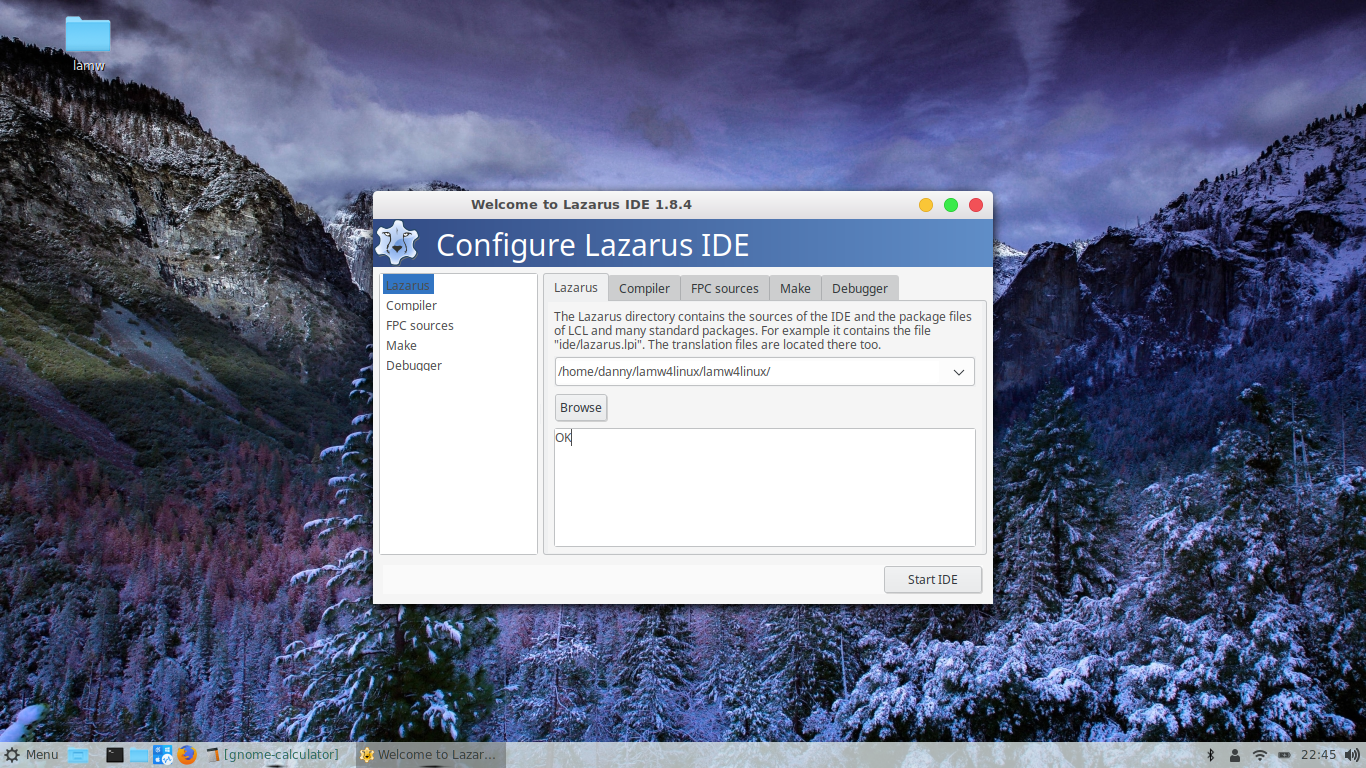 lamw
Welcome to Lazarus IDE 1.8.4
Configure Lazarus IDE
Lazarus
Compiler
FPC sources
Make
Debugger
Lazarus Compiler FPC sources Make Debugger
The Lazarus directory contains the sources of the IDE and the package files
of LCL and many standard packages. For example it contains the file
"ide/lazarus.lpi". The translation files are located there too.
/home/danny/lamw4linux/lamw4linux/
Browse
OK
Start IDE
Menu [gnome-calculator] Welcome to Lazar... 22:45